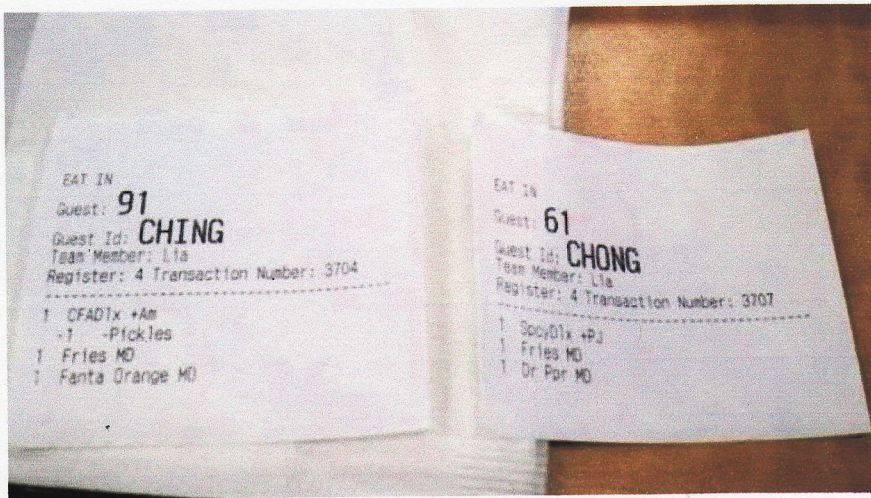 EAT IN
Guest: 91
Guest Id: CHING
Team Member: Lia
Register: 4 Transaction Number: 3704
1 CFADlx +Am
-1 -Pickles
1 Fries MD
1 Fanta Orange MD
EAT IN
Guest: 61
Guest Id: CHONG
Team Member: Lia
Register: 4 Transaction Number: 3707
1 SpcyDlx +PJ
1 Fries MD
1 Dr Ppr MD